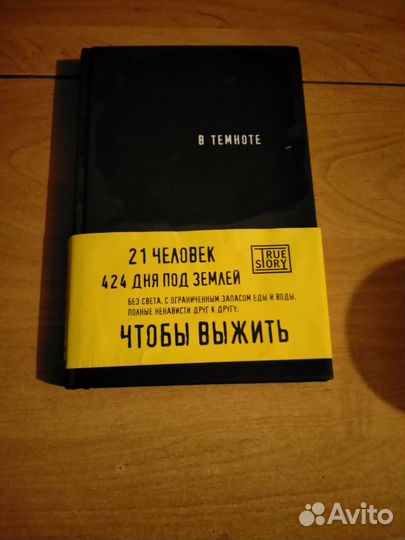 В ТЕМНОТЕ
21 ЧЕЛОВЕК
424 ДНЯ ПОД ЗЕМЛЕЙ
TRUE
STORY
БЕЗ СВЕТА, С ОГРАНИЧЕННЫМ ЗАПАСОМ ЕДЫ И ВОДЫ,
ПОЛНЫЕ НЕНАВИСТИ ДРУГ К ДРУГУ.
ЧТОБЫ ВЫЖИТЬ
Avito